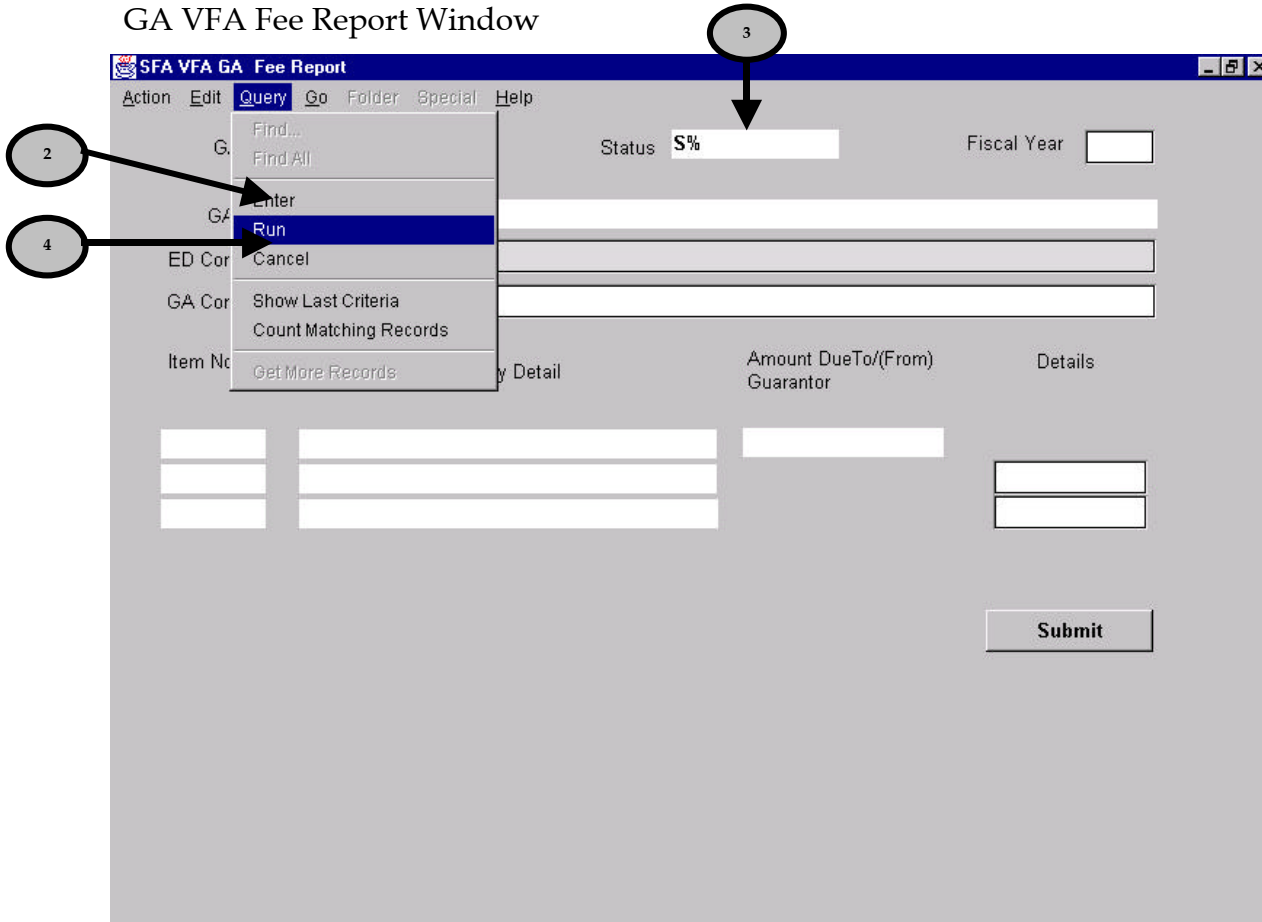 GA VFA Fee Report Window
3
SFA VFA GA Fee Report
Action Edit Query Go Folder Special Help
Find...
Find All
Status S%
Fiscal Year
2
Enter
Run
4
ED Cancel
Show Last Criteria
GA
Count Matching Records
Item
Get More Records
Detail
Amount DueTo/(From)
Guarantor
Details
Submit